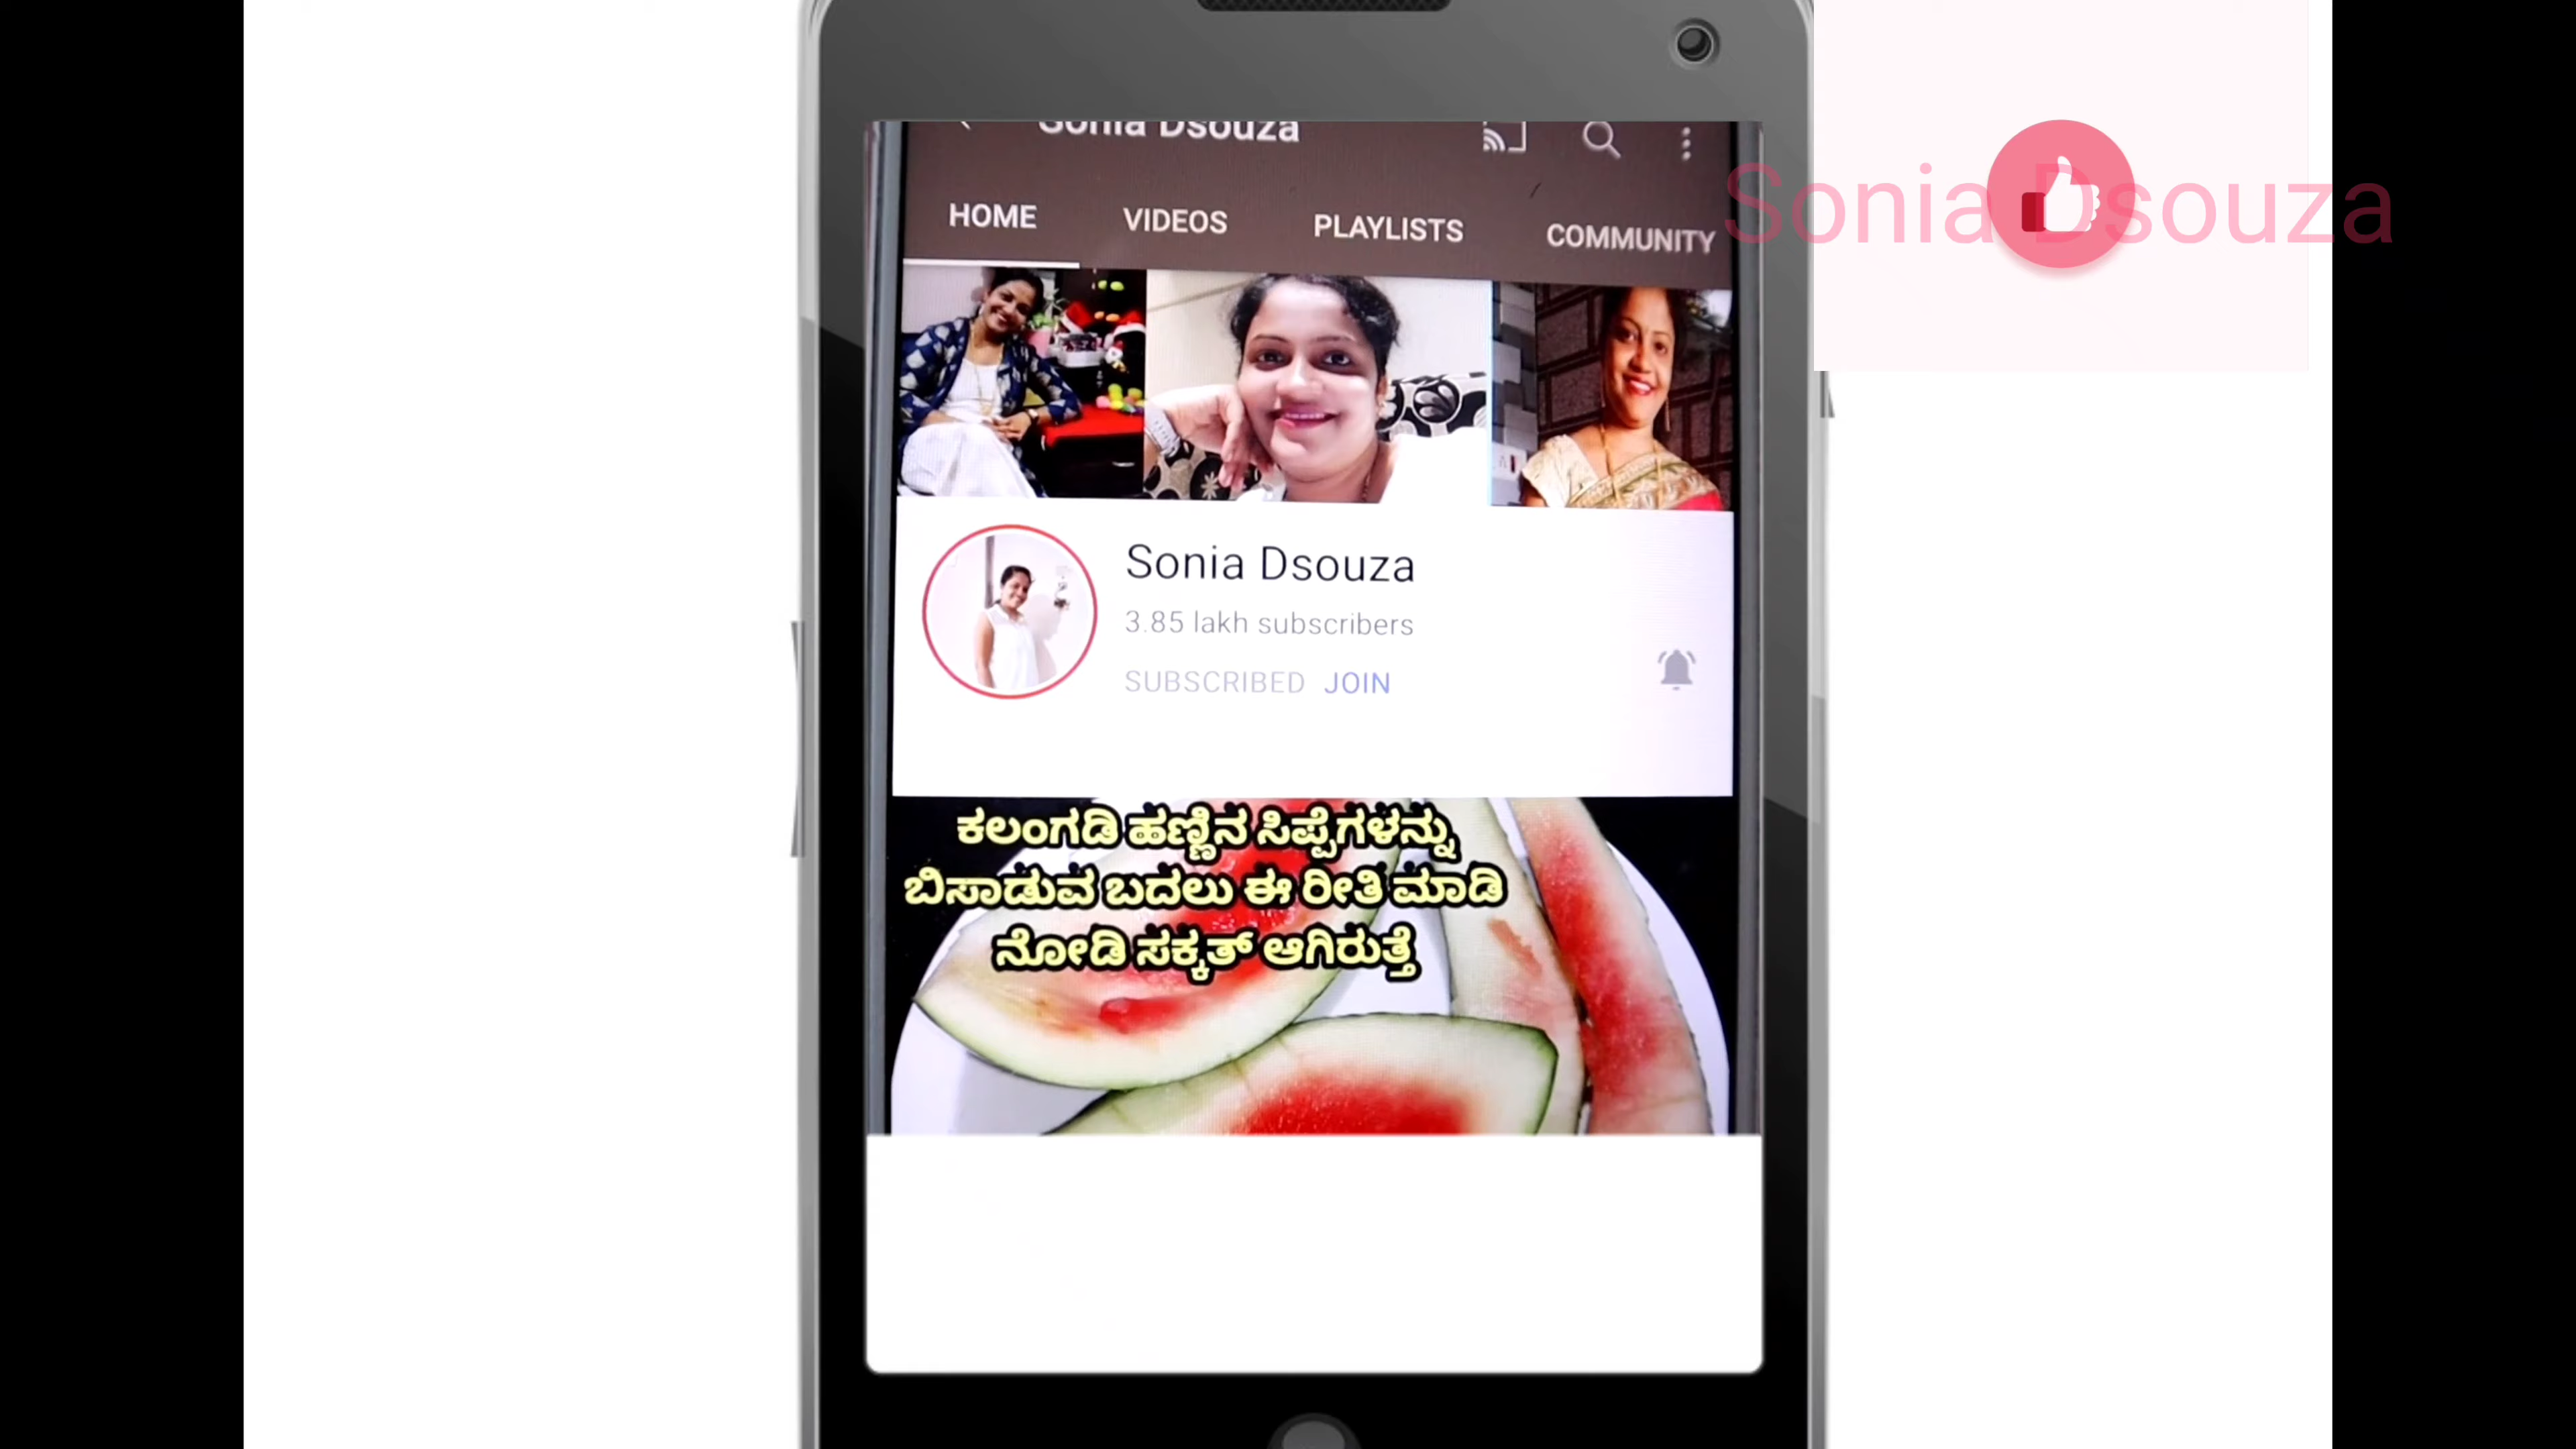 Sonia Dsouza
HOME VIDEOS PLAYLISTS COMMUNITY
Sonia Dsouza
Sonia Dsouza
3.85 lakh subscribers
SUBSCRIBED JOIN
ಕಲಂಗಡಿ ಹಣ್ಣಿನ ಸಿಪ್ಪೆಗಳನ್ನು
ಬಿಸಾಡುವ ಬದಲು ಈ ರೀತಿ ಮಾಡಿ
ನೋಡಿ ಸಕ್ಕತ್ ಆಗಿರುತ್ತೆ